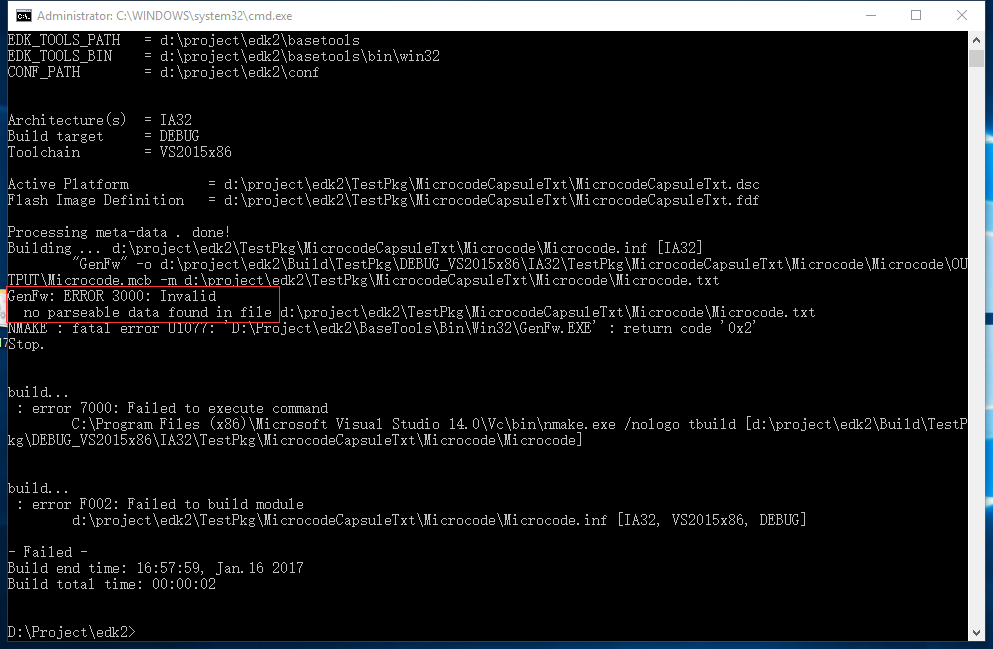 Administrator: C:\WINDOWS\system32\cmd.exe
EDK_TOOLS_PATH   = d:\project\edk2\basetools
EDK_TOOLS_BIN    = d:\project\edk2\basetools\bin\win32
CONF_PATH        = d:\project\edk2\conf
Architecture(s)  = IA32
Build target     = DEBUG
Toolchain        = VS2015x86
Active Platform          = d:\project\edk2\TestPkg\MicrocodeCapsuleTxt\MicrocodeCapsuleTxt.dsc
Flash Image Definition   = d:\project\edk2\TestPkg\MicrocodeCapsuleTxt\MicrocodeCapsuleTxt.fdf
Processing meta-data . done!
Building ... d:\project\edk2\TestPkg\MicrocodeCapsuleTxt\Microcode\Microcode.inf [IA32]
        "GenFw" -o d:\project\edk2\Build\TestPkg\DEBUG_VS2015x86\IA32\TestPkg\MicrocodeCapsuleTxt\Microcode\Microcode\OU
TPUT\Microcode.mcb -m d:\project\edk2\TestPkg\MicrocodeCapsuleTxt\Microcode\Microcode.txt
GenFw: ERROR 3000: Invalid
  no parseable data found in file d:\project\edk2\TestPkg\MicrocodeCapsuleTxt\Microcode\Microcode.txt
NMAKE : fatal error U1077: 'D:\Project\edk2\BaseTools\Bin\Win32\GenFw.EXE' : return code '0x2'
Stop.
build...
 : error 7000: Failed to execute command
        C:\Program Files (x86)\Microsoft Visual Studio 14.0\Vc\bin\nmake.exe /nologo tbuild [d:\project\edk2\Build\TestP
kg\DEBUG_VS2015x86\IA32\TestPkg\MicrocodeCapsuleTxt\Microcode\Microcode]
build...
 : error F002: Failed to build module
        d:\project\edk2\TestPkg\MicrocodeCapsuleTxt\Microcode\Microcode.inf [IA32, VS2015x86, DEBUG]
- Failed -
Build end time: 16:57:59, Jan.16 2017
Build total time: 00:00:02
D:\Project\edk2>